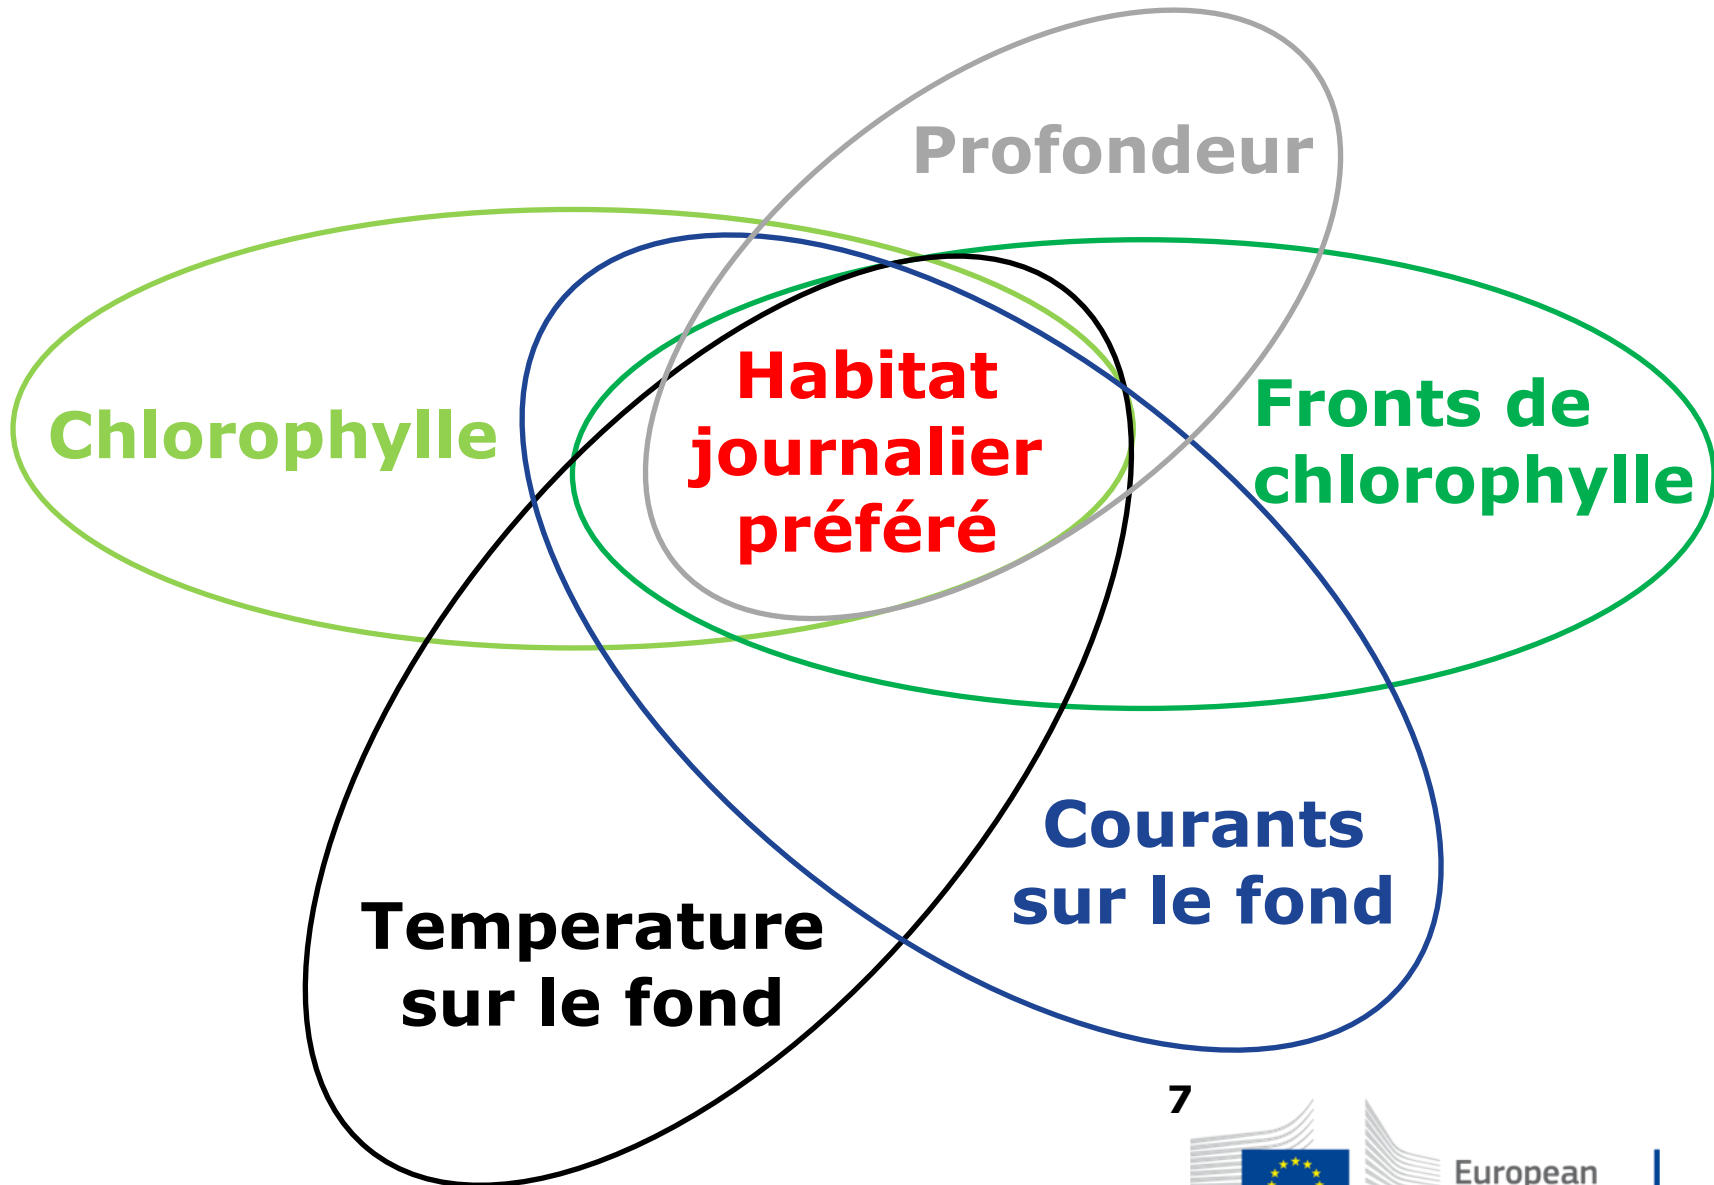 Profondeur
Chlorophylle
Habitat
journalier
préféré
Fronts de
chlorophylle
Courants
sur le fond
Temperature
sur le fond
7
European